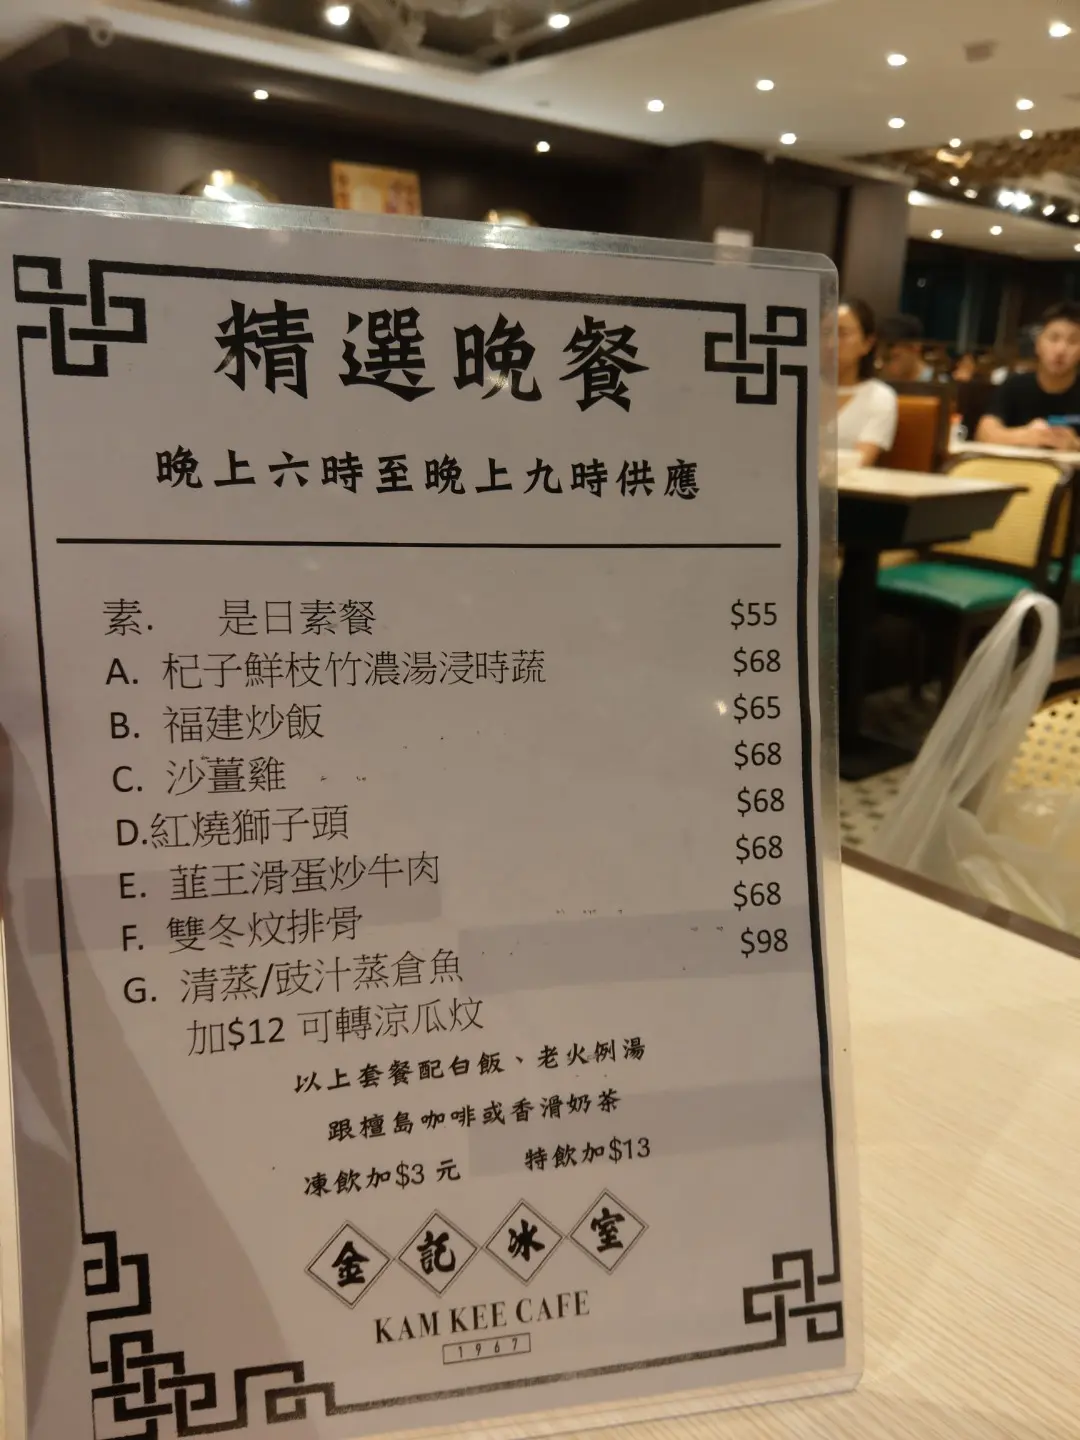 精選晚餐
晚上六時至晚上九時供應
素. 是日素餐 $55
A. 杞子鮮枝竹濃湯浸時蔬 $68
B. 福建炒飯 $65
C. 沙薑雞 $68
D.紅燒獅子頭 $68
E. 韮王滑蛋炒牛肉 $68
F. 雙冬炆排骨 $68
G. 清蒸/豉汁蒸倉魚 $98
加$12 可轉涼瓜炆
以上套餐配白飯、老火例湯
跟檀島咖啡或香滑奶茶
凍飲加$3 元 特飲加$13
金記冰室
KAM KEE CAFE
1967